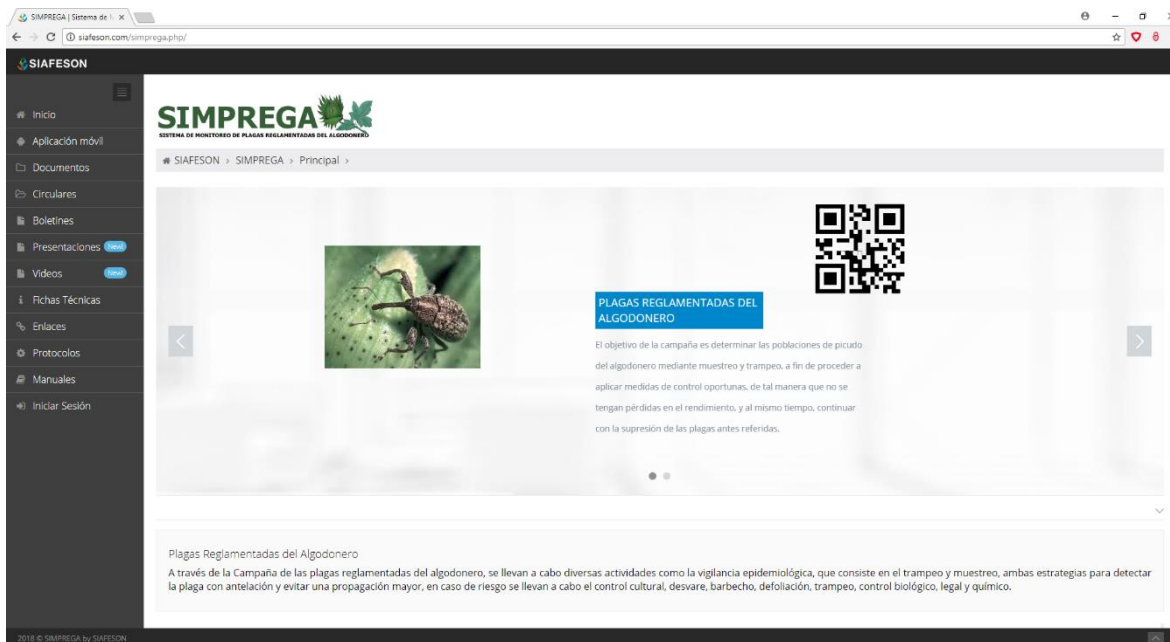 SIMPREGA | Sistema de
siafeson.com/simprega.php/
SIAFESON
Inicio
Aplicación móvil
Documentos
Circulares
Boletines
Presentaciones New!
Videos New!
Fichas Técnicas
Enlaces
Protocolos
Manuales
Iniciar Sesión
SIMPREGA
SISTEMA DE MONITOREO DE PLAGAS REGLAMENTADAS DEL ALGODONERO
SIAFESON > SIMPREGA > Principal >
PLAGAS REGLAMENTADAS DEL
ALGODONERO
El objetivo de la campaña es determinar las poblaciones de picudo
del algodonero mediante muestreo y trampeo, a fin de proceder a
aplicar medidas de control oportunas, de tal manera que no se
tengan pérdidas en el rendimiento, y al mismo tiempo, continuar
con la supresión de las plagas antes referidas.
Plagas Reglamentadas del Algodonero
A través de la Campaña de las plagas reglamentadas del algodonero, se llevan a cabo diversas actividades como la vigilancia epidemiológica, que consiste en el trampeo y muestreo, ambas estrategias para detectar
la plaga con antelación y evitar una propagación mayor, en caso de riesgo se llevan a cabo el control cultural, desvare, barbecho, defoliación, trampeo, control biológico, legal y químico.
2018 © SIMPREGA by SIAFESON